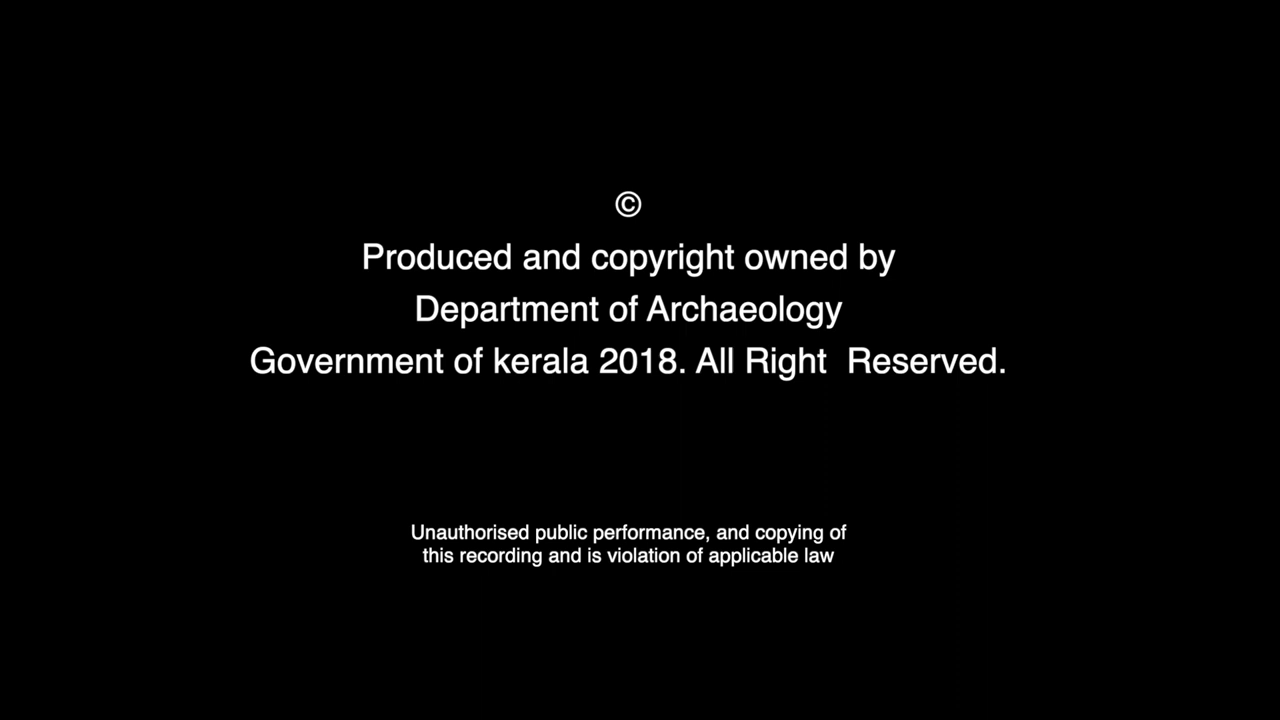 ©
Produced and copyright owned by
Department of Archaeology
Government of kerala 2018. All Right  Reserved.
Unauthorised public performance, and copying of
this recording and is violation of applicable law